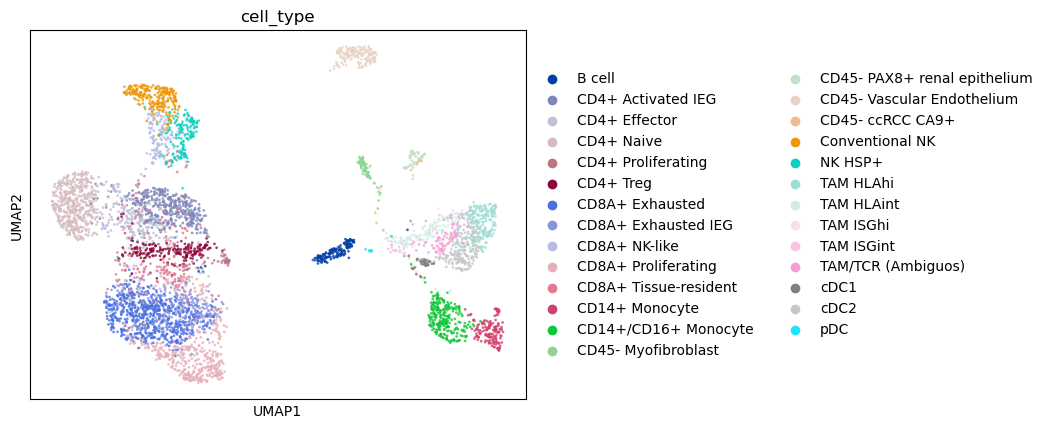 cell_type
UMAP2
UMAP1
B cell
CD4+ Activated IEG
CD4+ Effector
CD4+ Naive
CD4+ Proliferating
CD4+ Treg
CD8A+ Exhausted
CD8A+ Exhausted IEG
CD8A+ NK-like
CD8A+ Proliferating
CD8A+ Tissue-resident
CD14+ Monocyte
CD14+/CD16+ Monocyte
CD45- Myofibroblast
CD45- PAX8+ renal epithelium
CD45- Vascular Endothelium
CD45- ccRCC CA9+
Conventional NK
NK HSP+
TAM HLAhi
TAM HLAint
TAM ISGhi
TAM ISGint
TAM/TCR (Ambiguos)
cDC1
cDC2
pDC